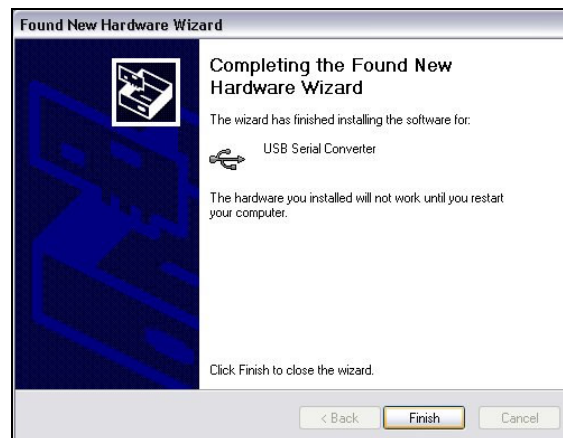 Found New Hardware Wizard
Completing the Found New
Hardware Wizard
The wizard has finished installing the software for:
USB Serial Converter
The hardware you installed will not work until you restart
your computer.
Click Finish to close the wizard.
< Back
Finish
Cancel